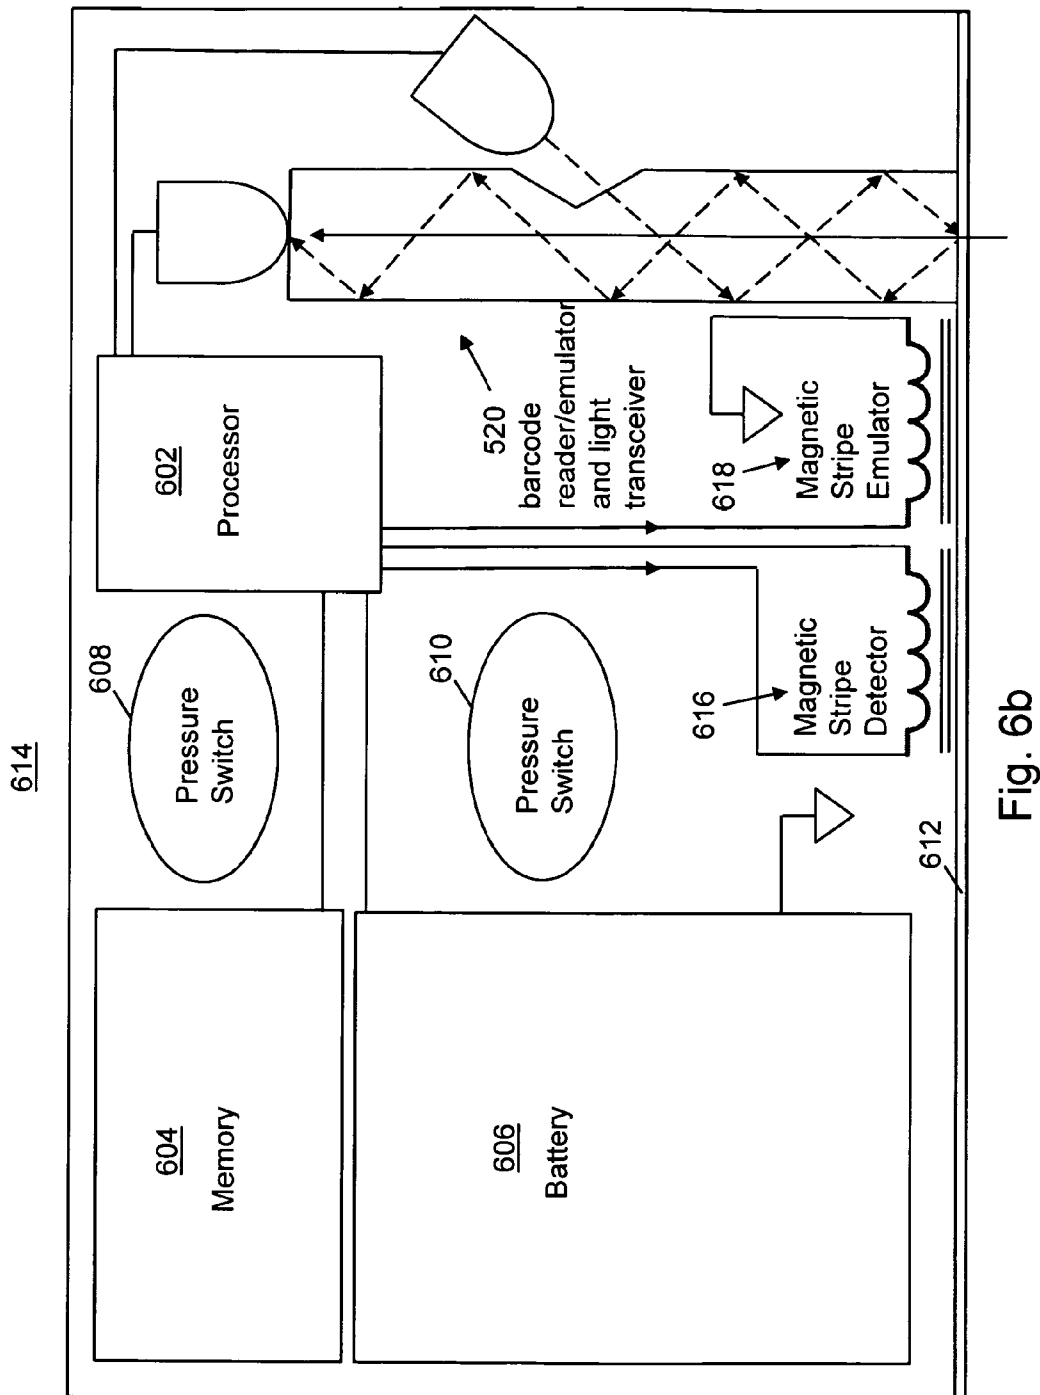 614
604
Memory
606
Battery
608
Pressure
Switch
610
Pressure
Switch
602
Processor
520
barcode
reader/emulator
and light
transceiver
616
Magnetic
Stripe
Detector
618
Magnetic
Stripe
Emulator
612
Fig. 6b